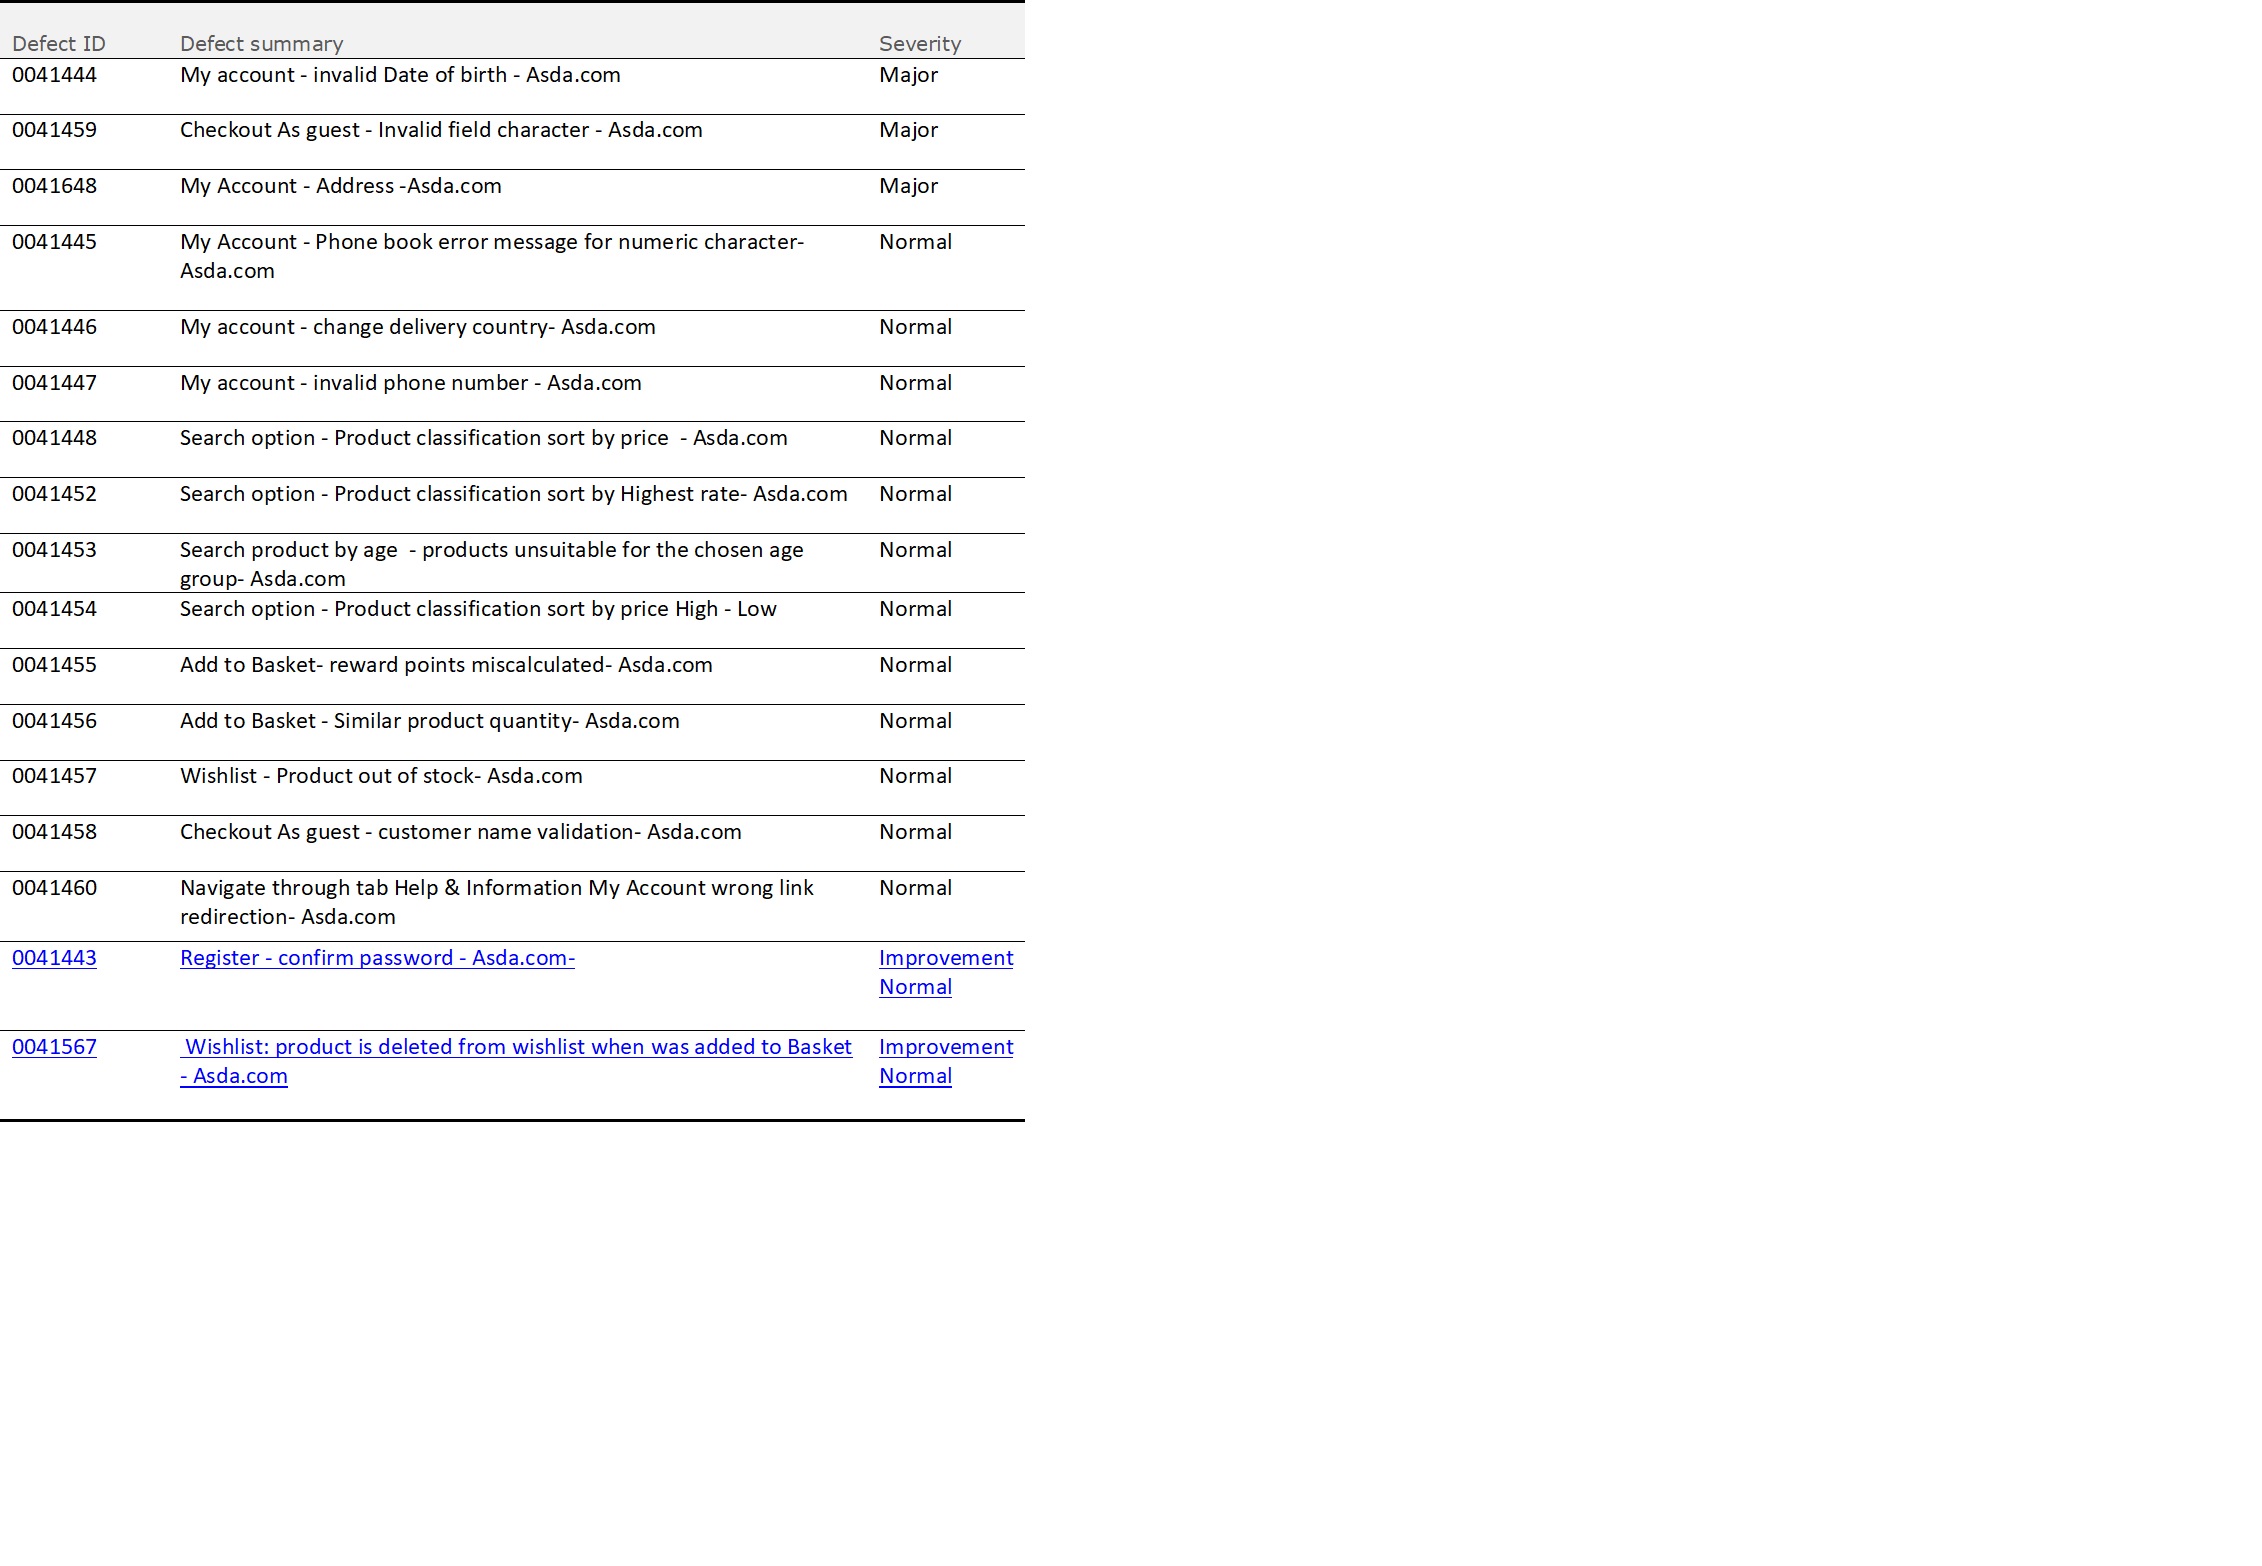 Defect ID Defect summary Severity
0041444 My account - invalid Date of birth - Asda.com Major
0041459 Checkout As guest - Invalid field character - Asda.com Major
0041648 My Account - Address -Asda.com Major
0041445 My Account - Phone book error message for numeric character- Normal
Asda.com
0041446 My account - change delivery country- Asda.com Normal
0041447 My account - invalid phone number - Asda.com Normal
0041448 Search option - Product classification sort by price  - Asda.com Normal
0041452 Search option - Product classification sort by Highest rate- Asda.com Normal
0041453 Search product by age  - products unsuitable for the chosen age Normal
group- Asda.com
0041454 Search option - Product classification sort by price High - Low Normal
0041455 Add to Basket- reward points miscalculated- Asda.com Normal
0041456 Add to Basket - Similar product quantity- Asda.com Normal
0041457 Wishlist - Product out of stock- Asda.com Normal
0041458 Checkout As guest - customer name validation- Asda.com Normal
0041460 Navigate through tab Help & Information My Account wrong link Normal
redirection- Asda.com
0041443 Register - confirm password - Asda.com- Improvement
Normal
0041567 Wishlist: product is deleted from wishlist when was added to Basket Improvement
- Asda.com Normal